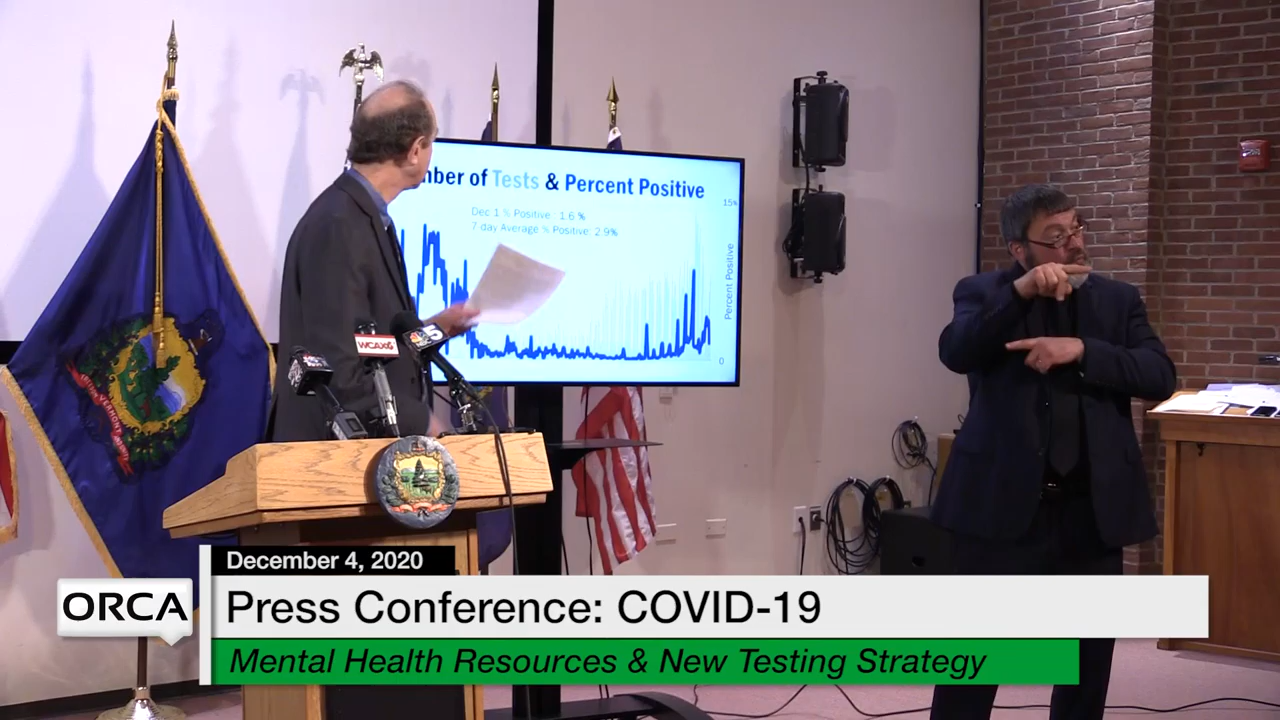 mber of Tests & Percent Positive
15%
Dec 1 % Positive: 1.6 %
7 day Average % Positive: 2.9%
Percent Positive
0
WCAX
5
December 4, 2020
ORCA
Press Conference: COVID-19
Mental Health Resources & New Testing Strategy